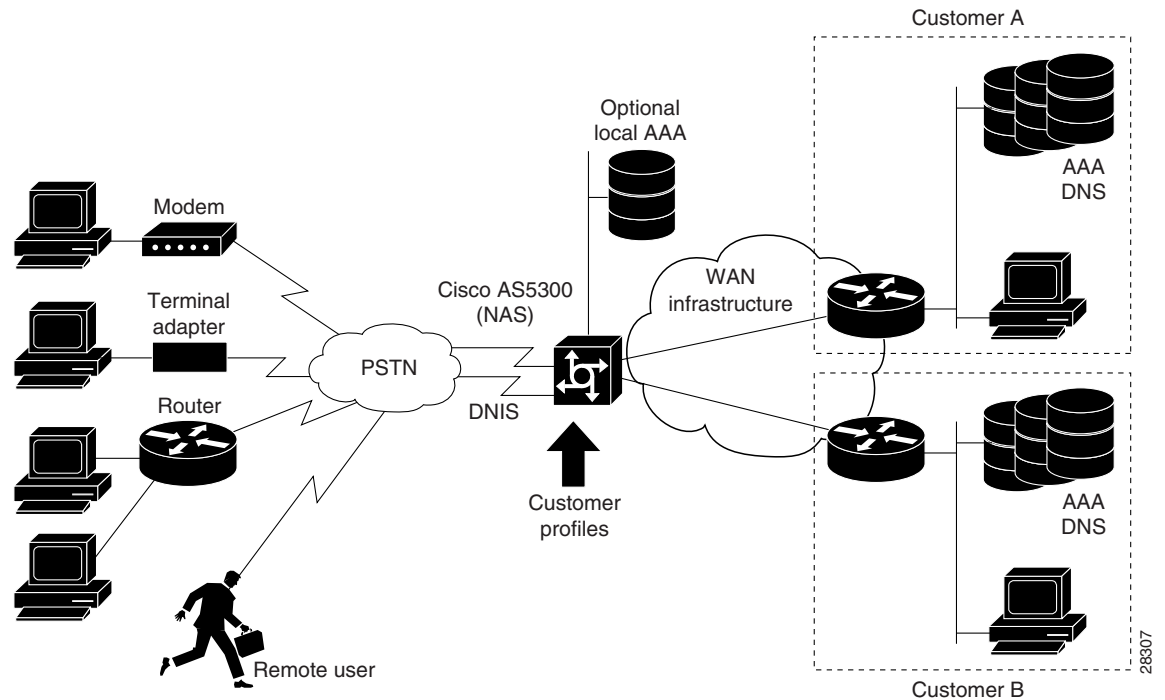 Customer A
Optional
local AAA
AAA
DNS
Modem
WAN
infrastructure
Cisco AS5300
(NAS)
Terminal
adapter
PSTN
DNIS
Router
Customer
profiles
AAA
DNS
Remote user
Customer B
28307